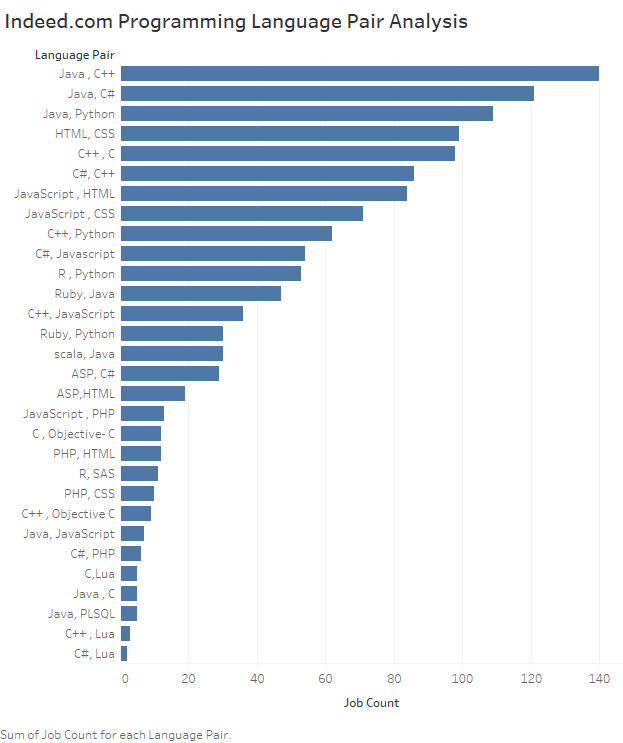 Indeed.com Programming Language Pair Analysis
Language Pair
Java , C++
Java, C#
Java, Python
HTML, CSS
C++ , C
C#, C++
JavaScript , HTML
JavaScript , CSS
C++, Python
C#, Javascript
R , Python
Ruby, Java
C++, JavaScript
Ruby, Python
scala, Java
ASP, C#
ASP,HTML
JavaScript , PHP
C , Objective- C
PHP, HTML
R, SAS
PHP, CSS
C++ , Objective C
Java, JavaScript
C#, PHP
C,Lua
Java , C
Java, PLSQL
C++ , Lua
C#, Lua
0 20 40 60 80 100 120 140
Job Count
Sum of Job Count for each Language Pair.